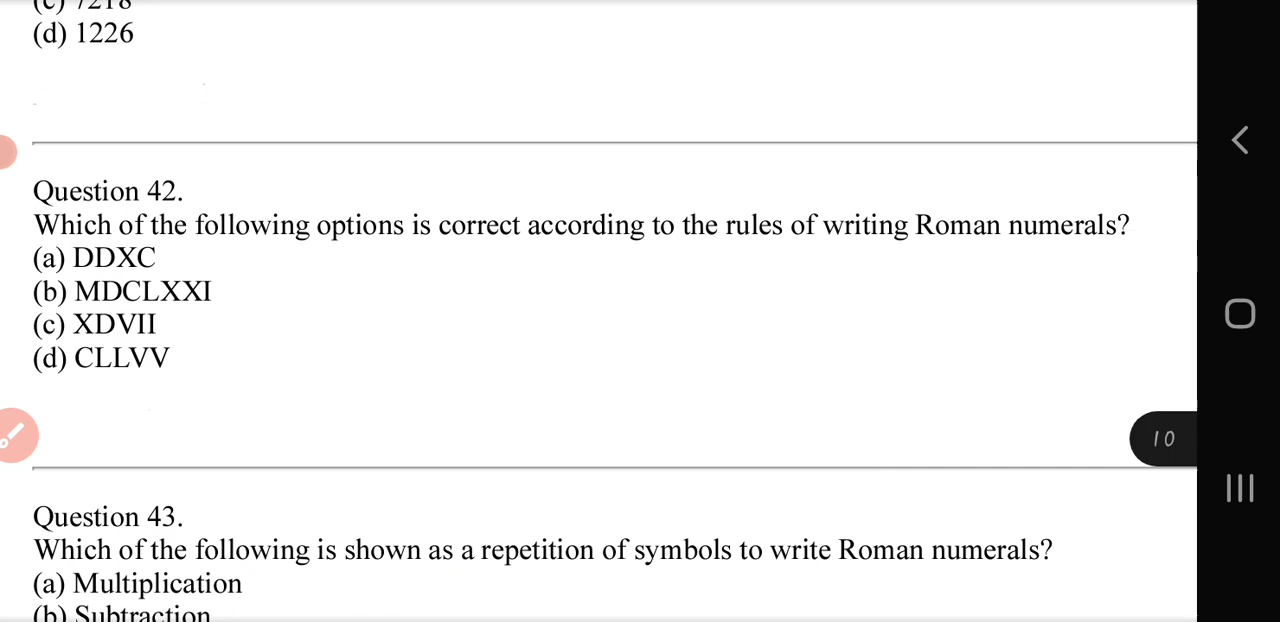 (c) 7218
(d) 1226
Question 42.
Which of the following options is correct according to the rules of writing Roman numerals?
(a) DDXC
(b) MDCLXXI
(c) XDVII
(d) CLLVV
10
Question 43.
Which of the following is shown as a repetition of symbols to write Roman numerals?
(a) Multiplication
(b) Subtraction